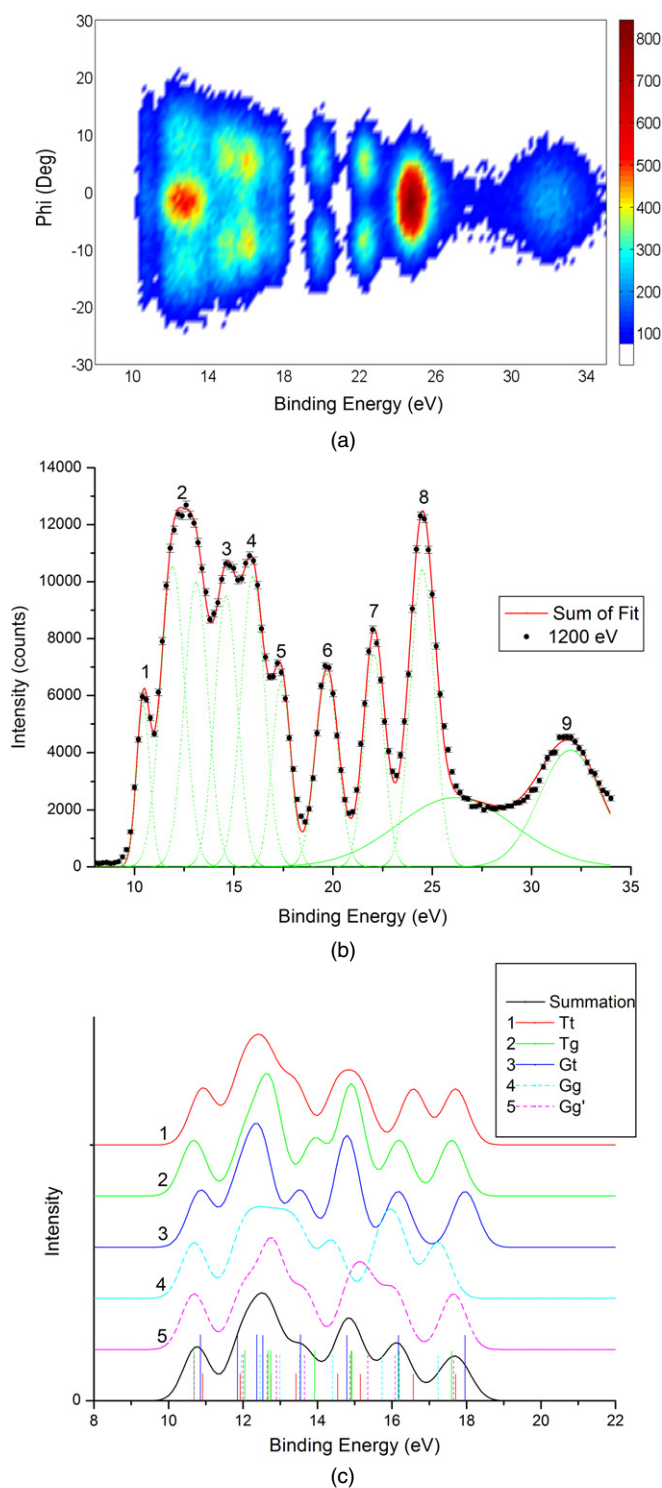 30
20
10
0
-10
-20
-30
Phi (Deg)
10 14 18 22 26 30 34
Binding Energy (eV)
800
700
600
500
400
300
200
100
(a)
14000
12000
10000
8000
6000
4000
2000
0
Intensity (counts)
1 2 3 4 5 6 7 8 9
Sum of Fit
1200 eV
10 15 20 25 30 35
Binding Energy (eV)
(b)
Summation
1 Tt
2 Tg
3 Gt
4 Gg
5 Gg'
1
2
3
4
5
Intensity
0
8 10 12 14 16 18 20 22
Binding Energy (eV)
(c)